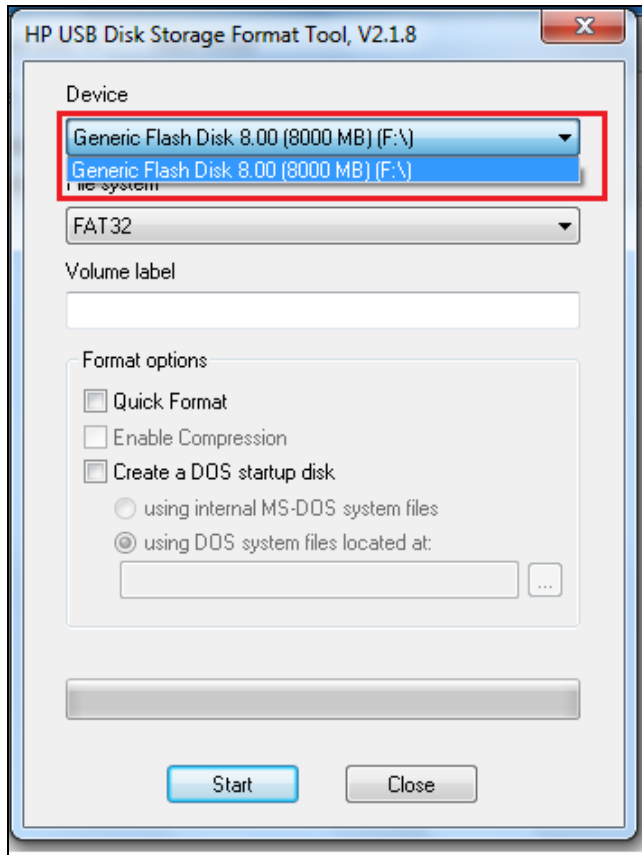 HP USB Disk Storage Format Tool, V2.1.8
Device
Generic Flash Disk 8.00 (8000 MB) (F:\)
Generic Flash Disk 8.00 (8000 MB) (F:\)
File system
FAT32
Volume label
Format options
Quick Format
Enable Compression
Create a DOS startup disk
using internal MS-DOS system files
using DOS system files located at:
...
Start
Close